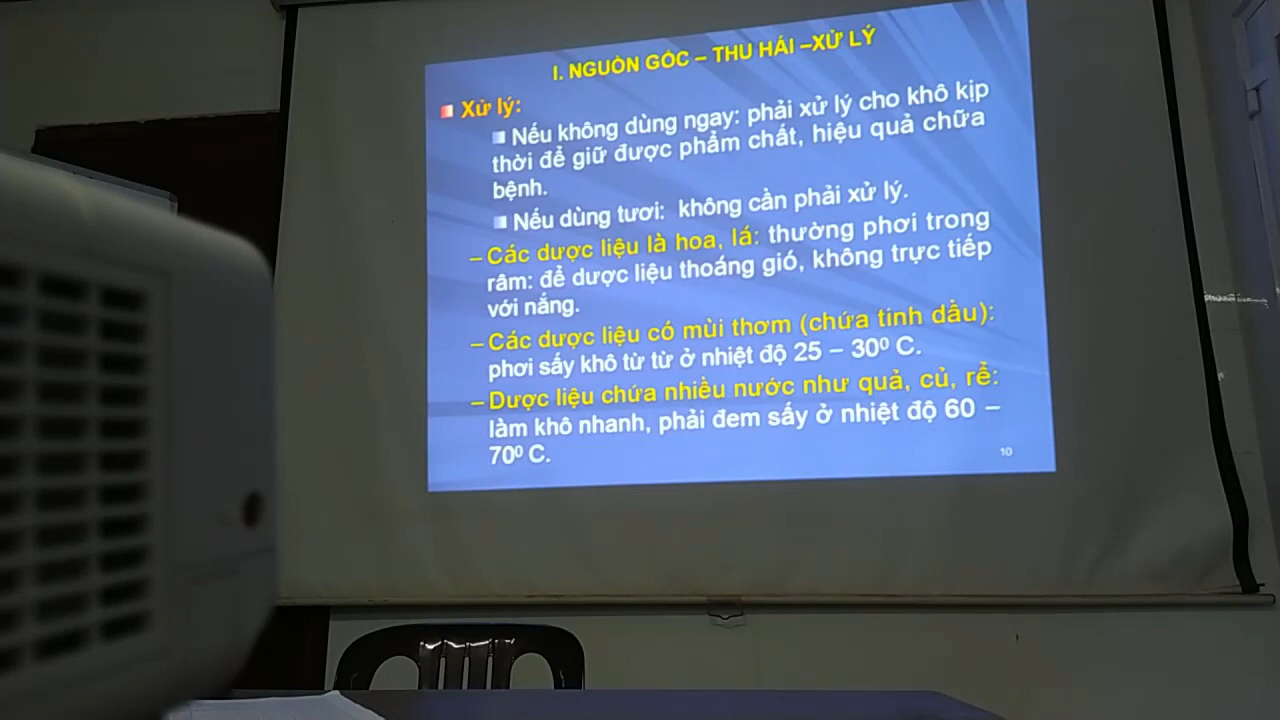 I. NGUỒN GỐC – THU HÁI –XỬ LÝ
Xử lý:
Nếu không dùng ngay: phải xử lý cho khô kịp
thời để giữ được phẩm chất, hiệu quả chữa
bệnh.
Nếu dùng tươi: không cần phải xử lý.
– Các dược liệu là hoa, lá: thường phơi trong
râm: để dược liệu thoáng gió, không trực tiếp
với nắng.
– Các dược liệu có mùi thơm (chứa tinh dầu):
phơi sấy khô từ từ ở nhiệt độ 25 – 30⁰ C.
– Dược liệu chứa nhiều nước như quả, củ, rễ:
làm khô nhanh, phải đem sấy ở nhiệt độ 60 –
70⁰ C.
10